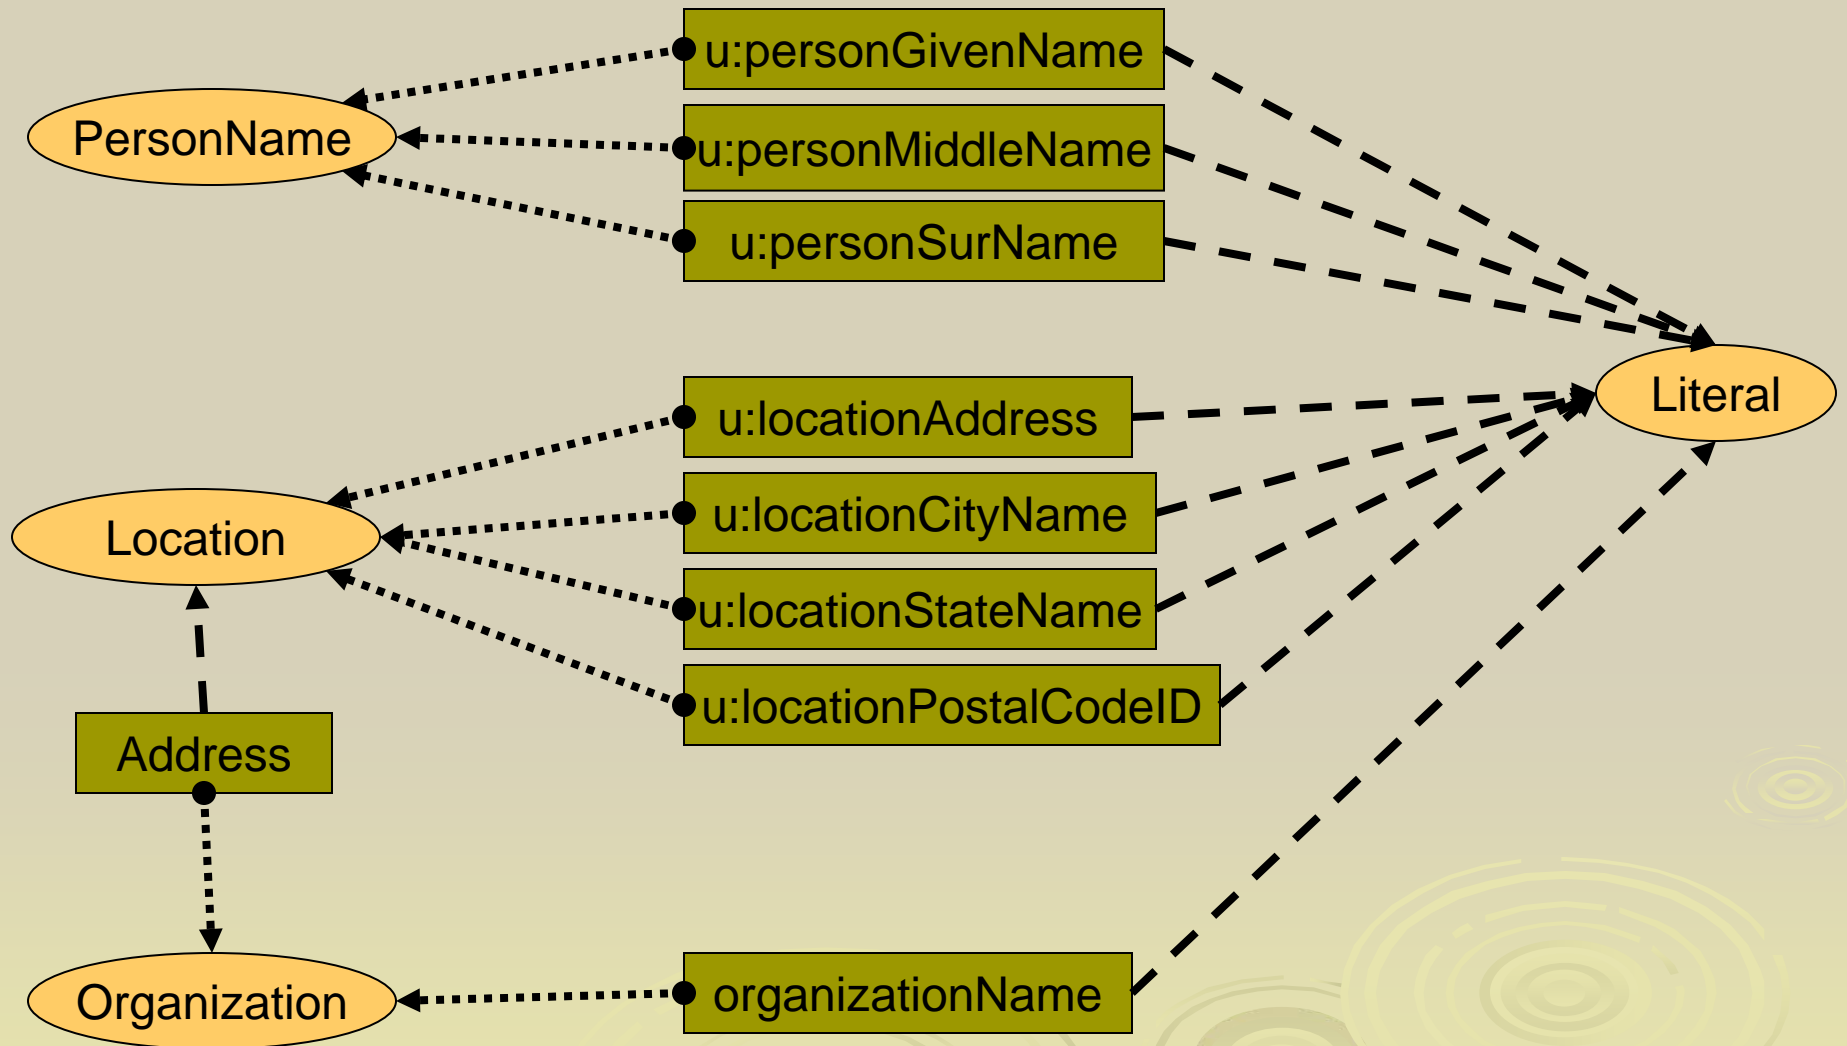 u:personGivenName
PersonName
u:personMiddleName
u:personSurName
Literal
u:locationAddress
u:locationCityName
Location
u:locationStateName
u:locationPostalCodeID
Address
Organization
organizationName